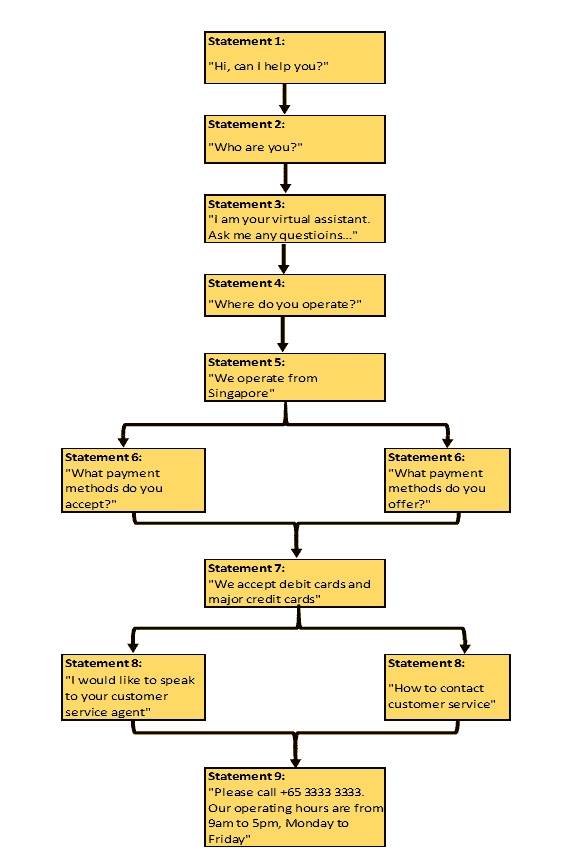 Statement 1:
"Hi, can I help you?"
Statement 2:
"Who are you?"
Statement 3:
"I am your virtual assistant.
Ask me any questioins..."
Statement 4:
"Where do you operate?"
Statement 5:
"We operate from
Singapore"
Statement 6:
"What payment
methods do you
accept?"
Statement 6:
"What payment
methods do you
offer?"
Statement 7:
"We accept debit cards and
major credit cards"
Statement 8:
"I would like to speak
to your customer
service agent"
Statement 8:
"How to contact
customer service"
Statement 9:
"Please call +65 3333 3333.
Our operating hours are from
9am to 5pm, Monday to
Friday"